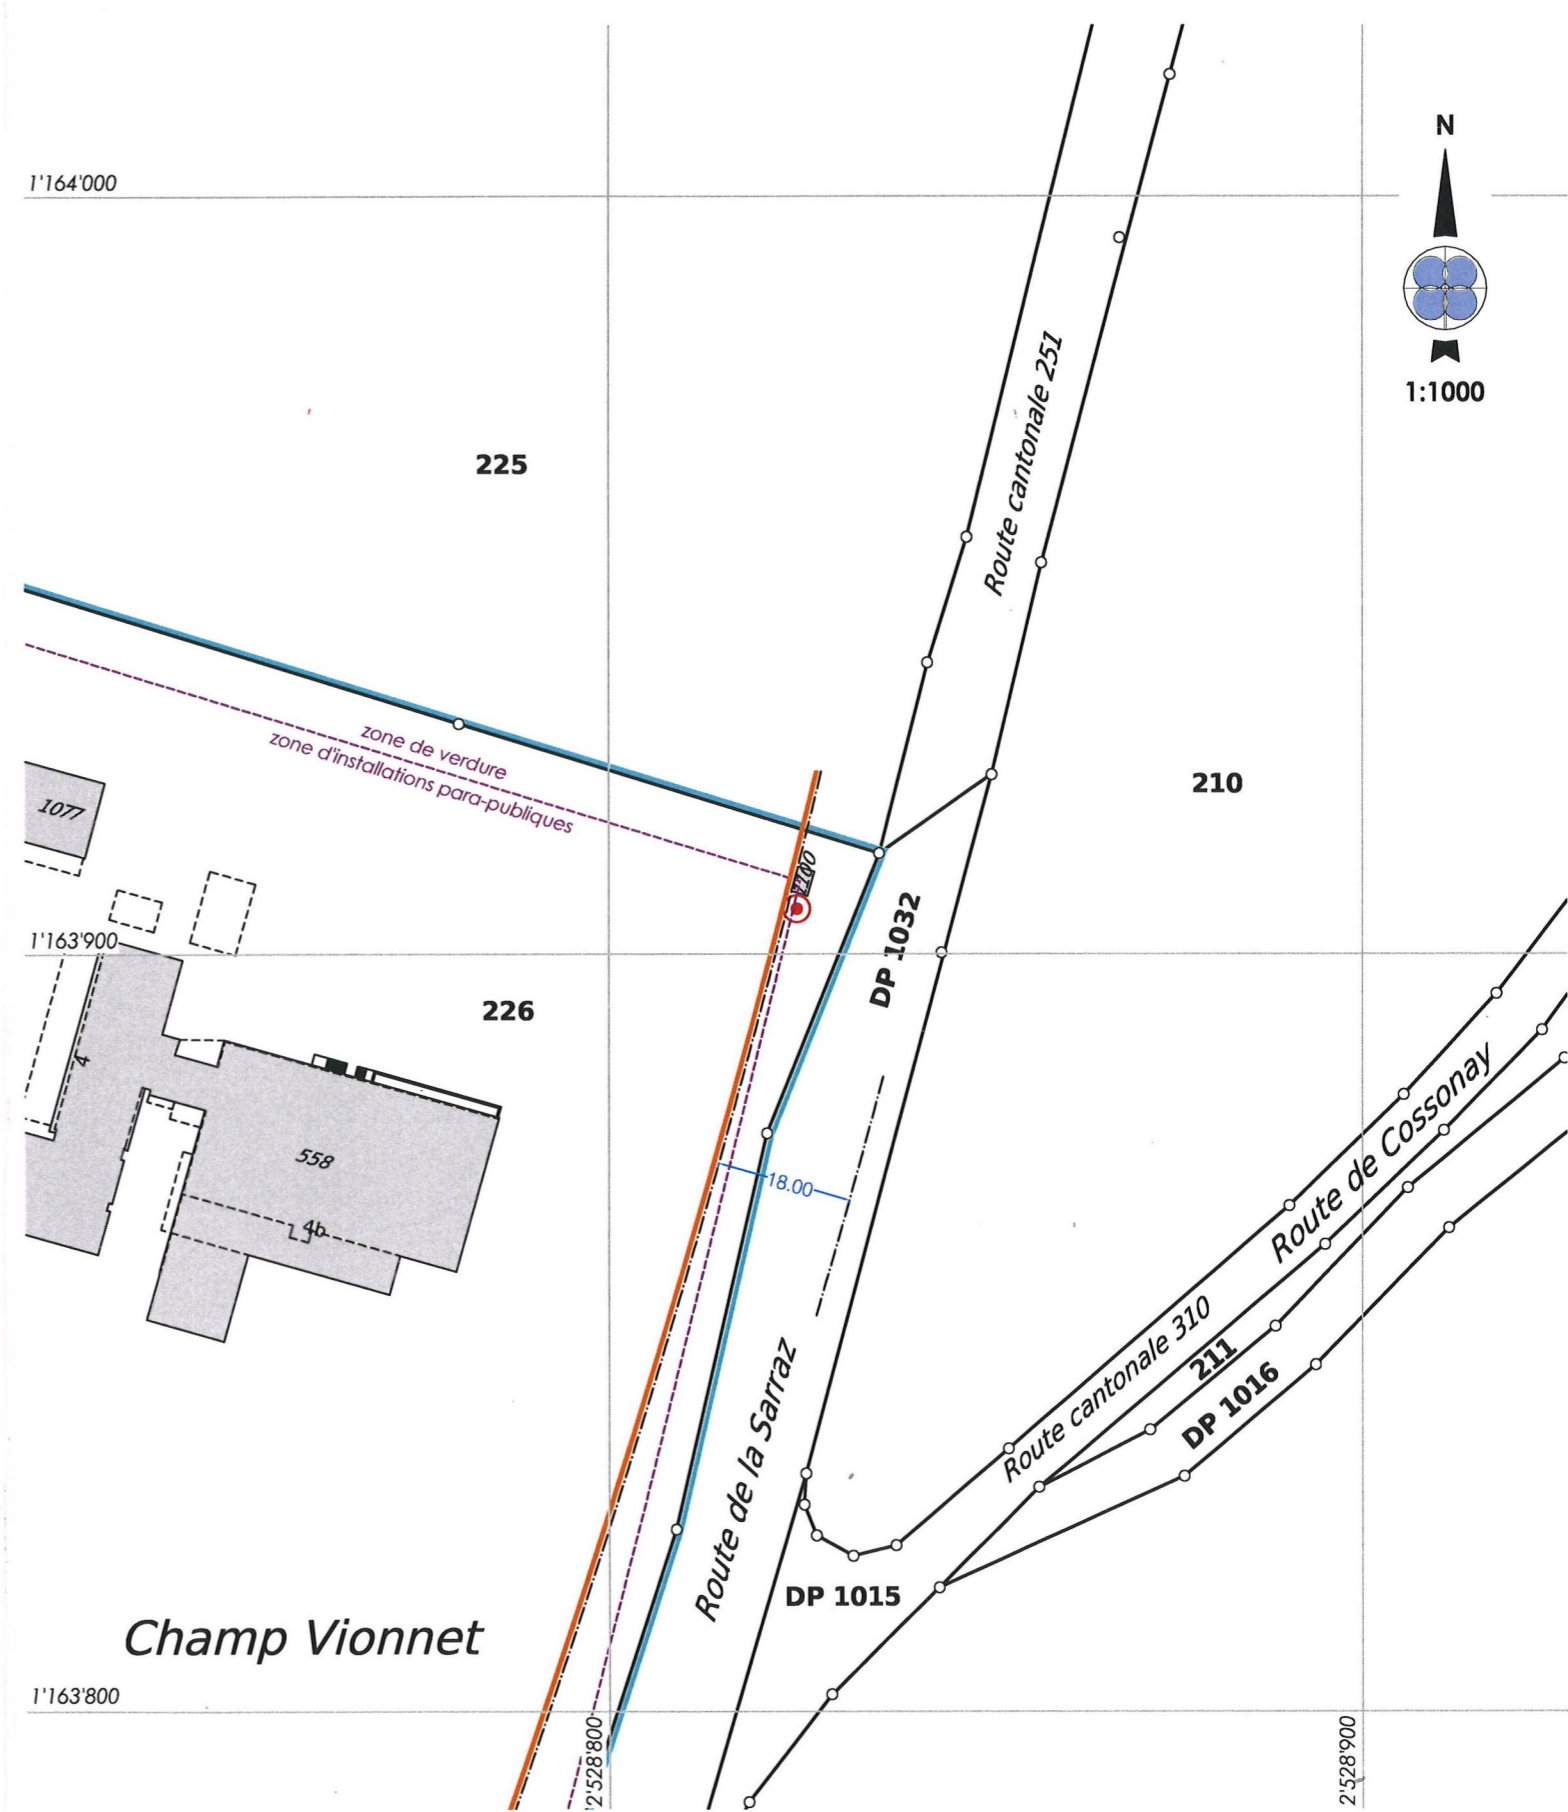 N
1'164'000
1:1000
Route cantonale 251
225
zone de verdure
zone d'installations para-publiques
210
1077
1100
DP 1032
1'163'900
226
4
558
4b
18.00
Route de Cossonay
Route cantonale 310
211
DP 1016
Route de la Sarraz
DP 1015
Champ Vionnet
1'163'800
2'528'800
2'528'900